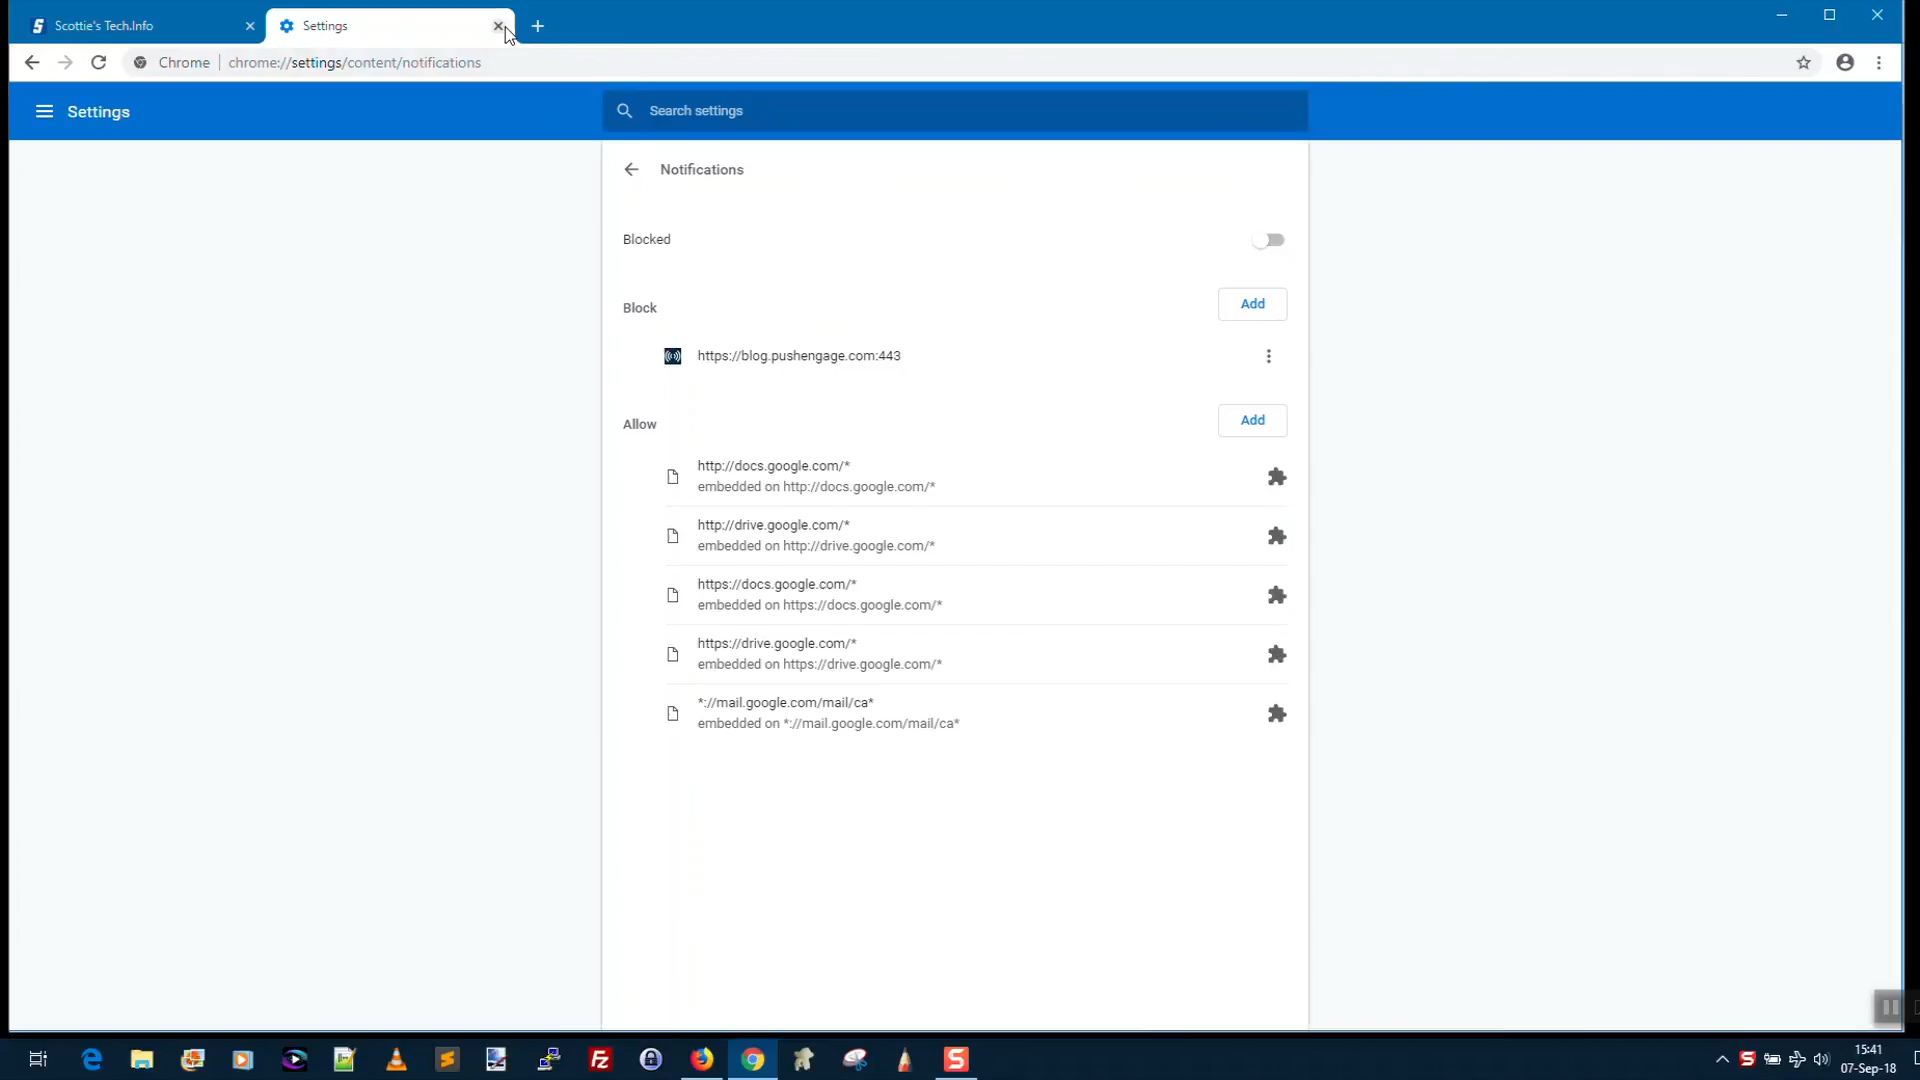 Scottie's Tech.Info
Settings
Chrome
chrome://settings/content/notifications
Settings
Search settings
Notifications
Blocked
Block
Add
https://blog.pushengage.com:443
Allow
Add
http://docs.google.com/*
embedded on http://docs.google.com/*
http://drive.google.com/*
embedded on http://drive.google.com/*
https://docs.google.com/*
embedded on https://docs.google.com/*
https://drive.google.com/*
embedded on https://drive.google.com/*
*://mail.google.com/mail/ca*
embedded on *://mail.google.com/mail/ca*
15:41
07-Sep-18